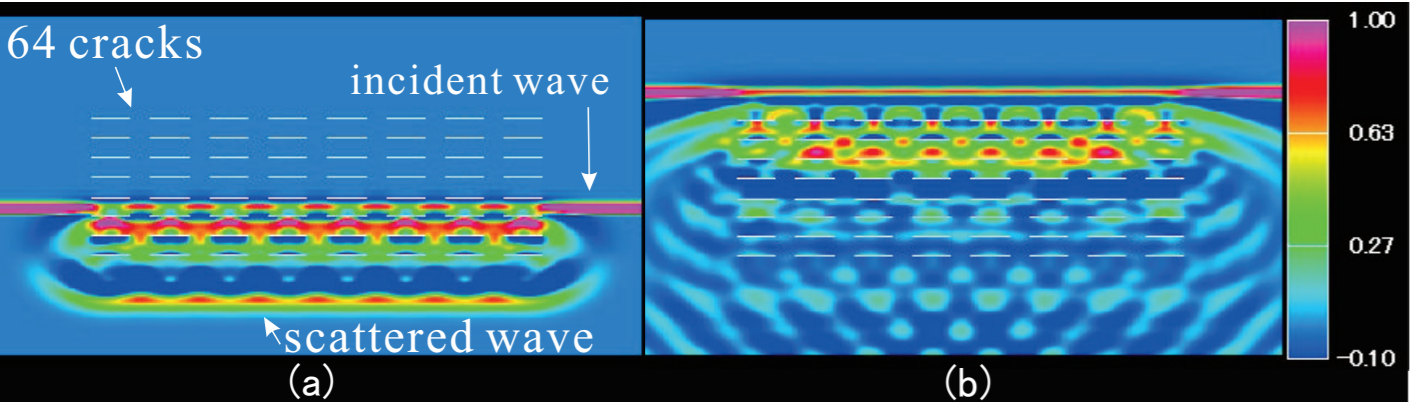 64 cracks
incident wave
scattered wave
1.00
0.63
0.27
−0.10
(a)
(b)